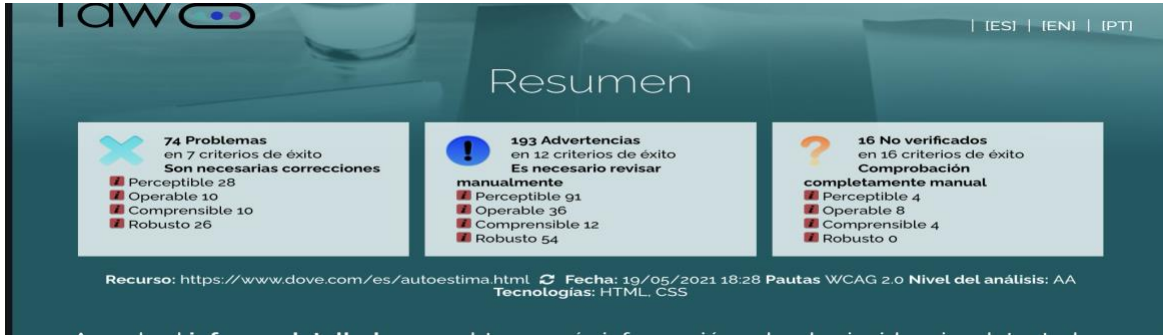 Taw
| [ES] | [EN] | [PT]
Resumen
74 Problemas
en 7 criterios de éxito
Son necesarias correcciones
Perceptible 28
Operable 10
Comprensible 10
Robusto 26
193 Advertencias
en 12 criterios de éxito
Es necesario revisar
manualmente
Perceptible 91
Operable 36
Comprensible 12
Robusto 54
16 No verificados
en 16 criterios de éxito
Comprobación
completamente manual
Perceptible 4
Operable 8
Comprensible 4
Robusto 0
Recurso: https://www.dove.com/es/autoestima.html Fecha: 19/05/2021 18:28 Pautas WCAG 2.0 Nivel del análisis: AA
Tecnologías: HTML, CSS